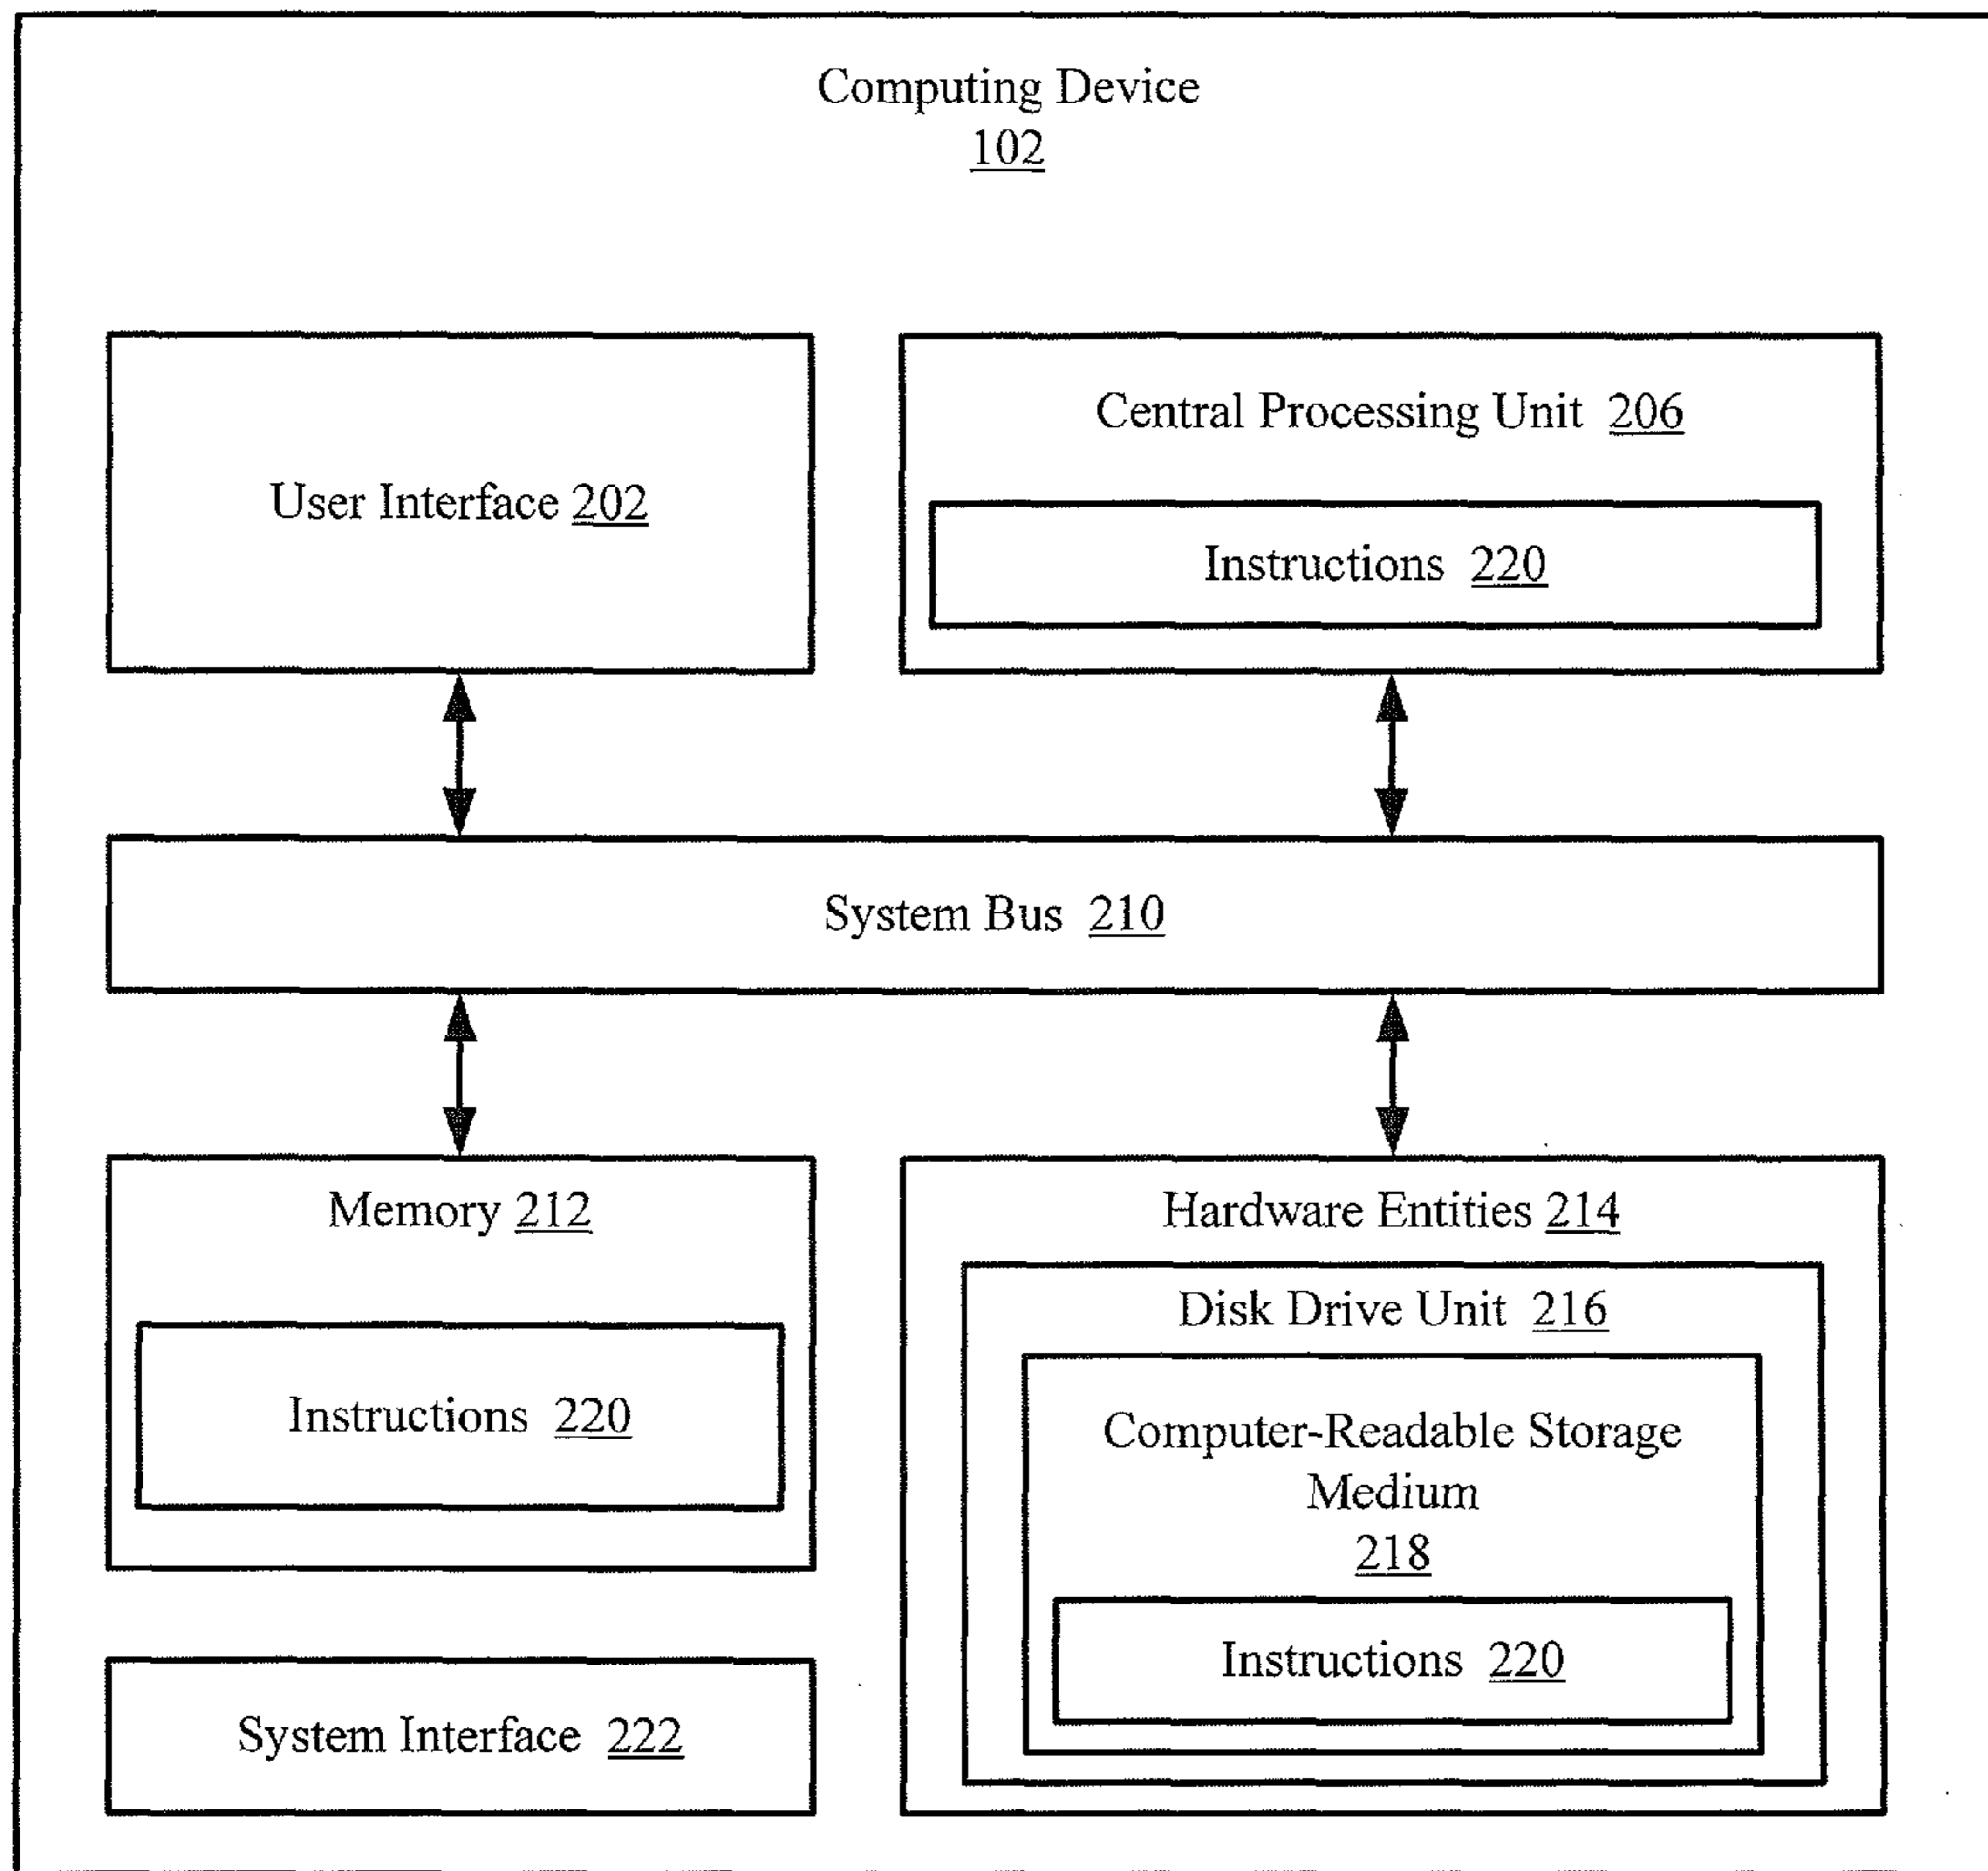 Computing Device
102
User Interface 202
Central Processing Unit 206
Instructions 220
System Bus 210
Memory 212
Instructions 220
Hardware Entities 214
Disk Drive Unit 216
Computer-Readable Storage
Medium
218
Instructions 220
System Interface 222